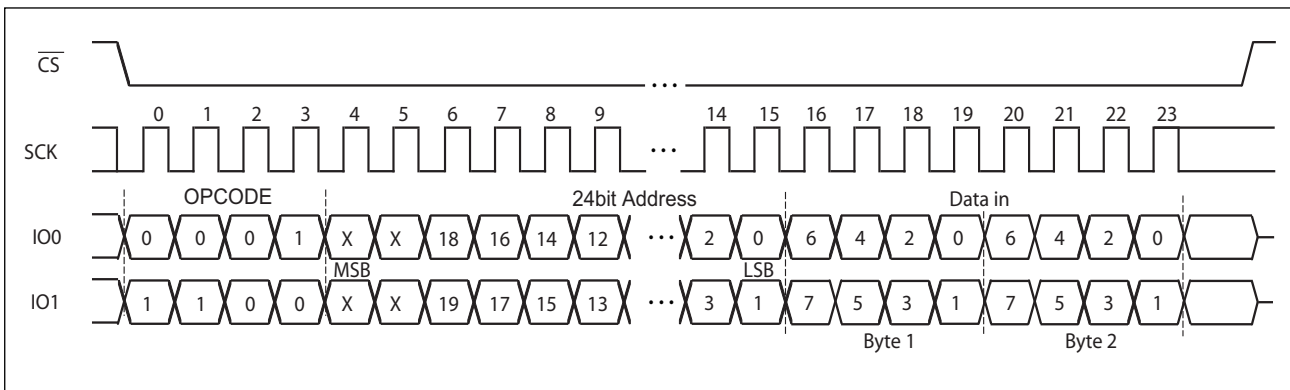 CS
0 1 2 3 4 5 6 7 8 9 ... 14 15 16 17 18 19 20 21 22 23
SCK ...
OPCODE 24bit Address Data in
IO0 0 0 0 1 X X 18 16 14 12 ... 2 0 6 4 2 0 6 4 2 0
MSB LSB
IO1 1 1 0 0 X X 19 17 15 13 ... 3 1 7 5 3 1 7 5 3 1
Byte 1 Byte 2